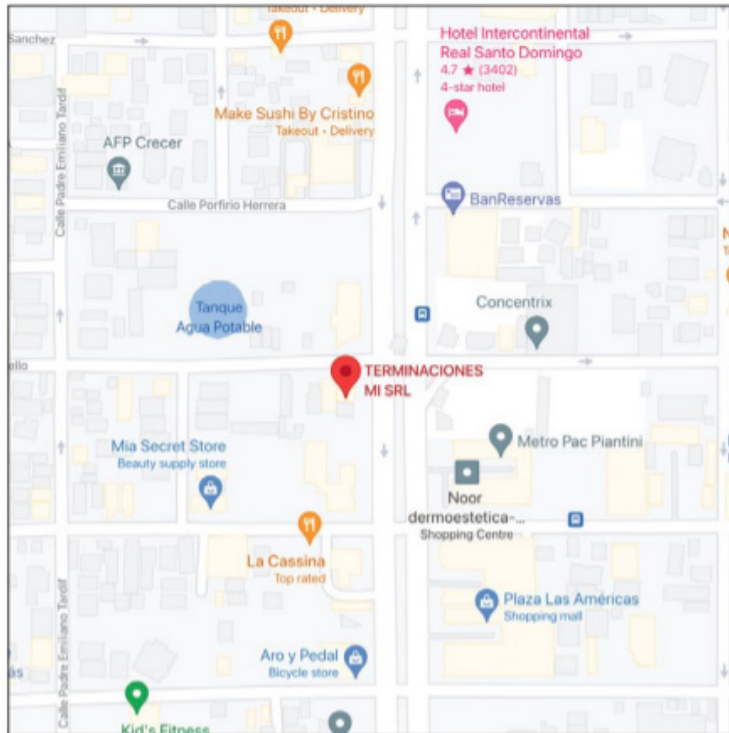 Takeout • Delivery
Sanchez
Hotel Intercontinental
Real Santo Domingo
4.7 ★ (3402)
4-star hotel
Make Sushi By Cristino
Takeout • Delivery
AFP Crecer
Calle Padre Emiliano Tardif
Calle Porfirio Herrera
BanReservas
Tanque
Agua Potable
Concentrix
TERMINACIONES
MI SRL
Mia Secret Store
Beauty supply store
Metro Pac Piantini
Noor
dermoestetica-...
Shopping Centre
La Cassina
Top rated
Calle Padre Emiliano Tardif
Plaza Las Américas
Shopping mall
Aro y Pedal
Bicycle store
Kid's Fitness